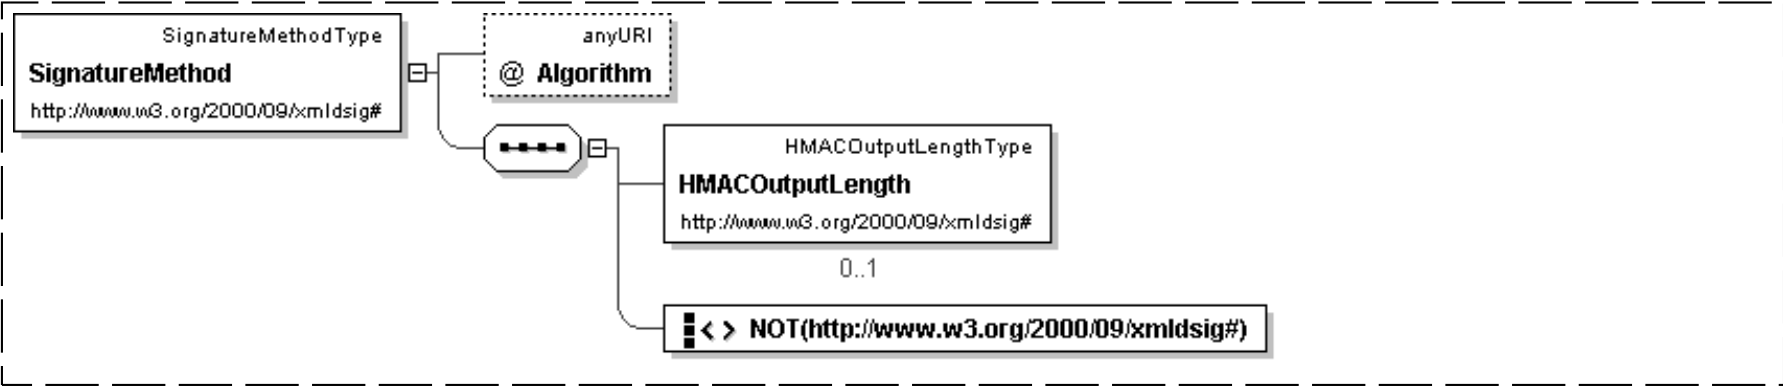 SignatureMethodType
SignatureMethod
http://www.w3.org/2000/09/xmldsig#
anyURI
@ Algorithm
HMACOutputLengthType
HMACOutputLength
http://www.w3.org/2000/09/xmldsig#
0..1
<> NOT(http://www.w3.org/2000/09/xmldsig#)